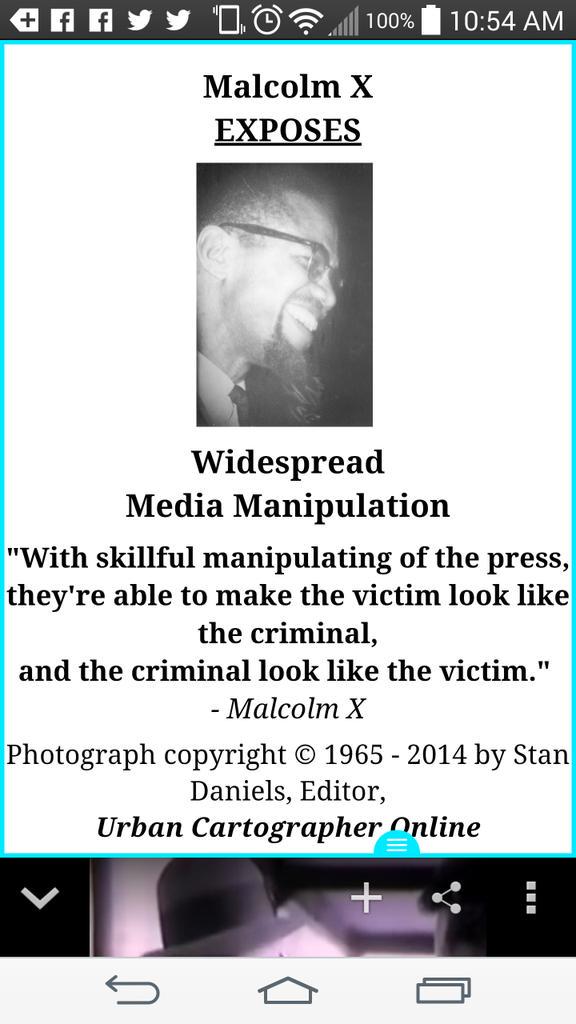 100% 10:54 AM
Malcolm X
EXPOSES
Widespread
Media Manipulation
"With skillful manipulating of the press,
they're able to make the victim look like
the criminal,
and the criminal look like the victim."
- Malcolm X
Photograph copyright © 1965 - 2014 by Stan
Daniels, Editor,
Urban Cartographer Online